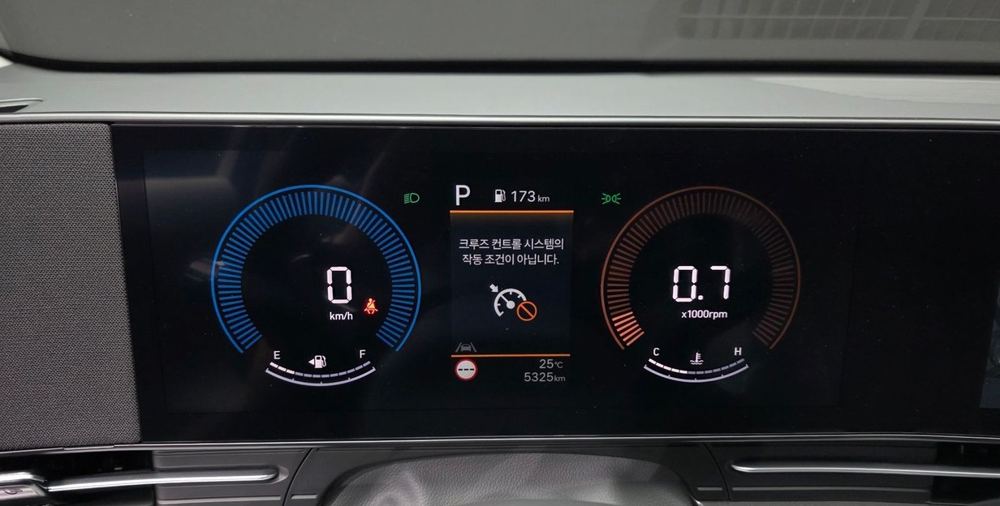 P 173 km
크루즈 컨트롤 시스템의
작동 조건이 아닙니다.
0
km/h
0.7
x1000rpm
E F
C H
25℃
5325km